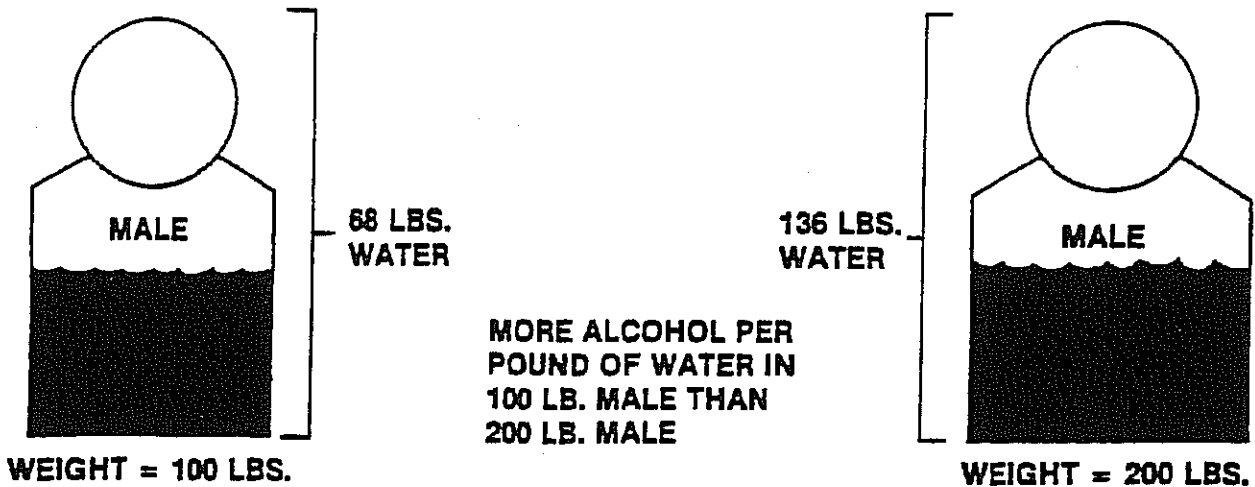 MALE
68 LBS.
WATER
WEIGHT = 100 LBS.
MORE ALCOHOL PER
POUND OF WATER IN
100 LB. MALE THAN
200 LB. MALE
136 LBS.
WATER
MALE
WEIGHT = 200 LBS.